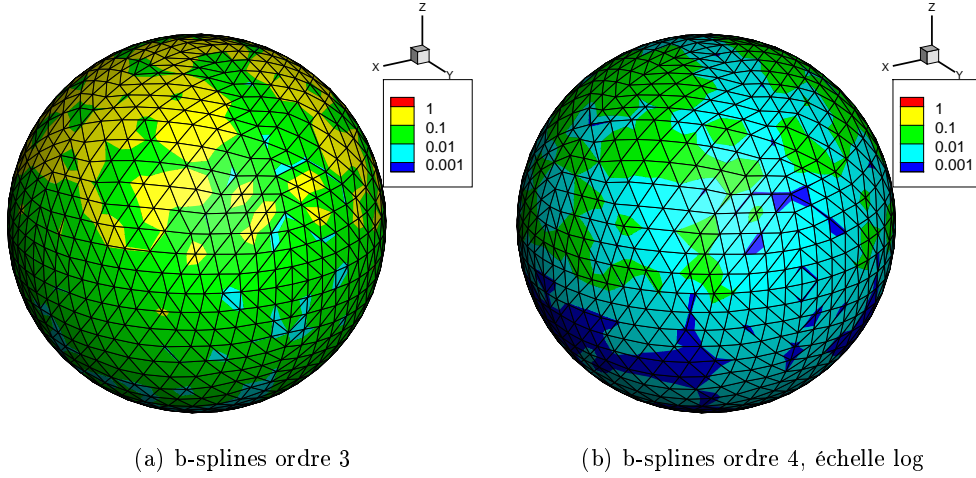 Z
X
Y
1
0.1
0.01
0.001
Z
X
Y
1
0.1
0.01
0.001
(a) b-splines ordre 3
(b) b-splines ordre 4, échelle log